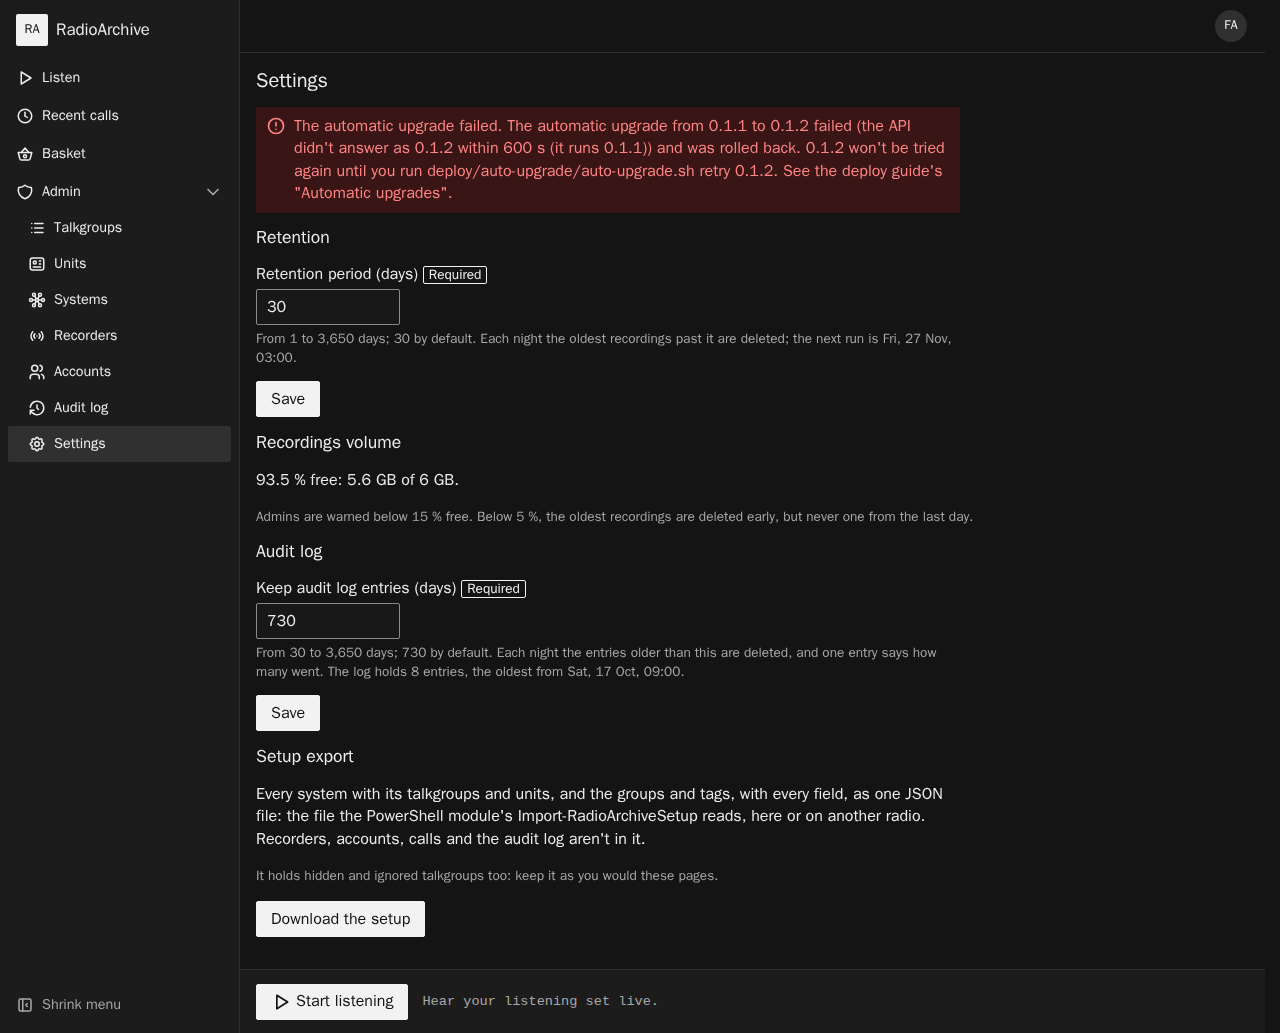 RA RadioArchive
FA
Listen
Recent calls
Basket
Admin
Talkgroups
Units
Systems
Recorders
Accounts
Audit log
Settings
Shrink menu
Settings
The automatic upgrade failed. The automatic upgrade from 0.1.1 to 0.1.2 failed (the API
didn't answer as 0.1.2 within 600 s (it runs 0.1.1)) and was rolled back. 0.1.2 won't be tried
again until you run deploy/auto-upgrade/auto-upgrade.sh retry 0.1.2. See the deploy guide's
"Automatic upgrades".
Retention
Retention period (days) Required
30
From 1 to 3,650 days; 30 by default. Each night the oldest recordings past it are deleted; the next run is Fri, 27 Nov,
03:00.
Save
Recordings volume
93.5 % free: 5.6 GB of 6 GB.
Admins are warned below 15 % free. Below 5 %, the oldest recordings are deleted early, but never one from the last day.
Audit log
Keep audit log entries (days) Required
730
From 30 to 3,650 days; 730 by default. Each night the entries older than this are deleted, and one entry says how
many went. The log holds 8 entries, the oldest from Sat, 17 Oct, 09:00.
Save
Setup export
Every system with its talkgroups and units, and the groups and tags, with every field, as one JSON
file: the file the PowerShell module's Import-RadioArchiveSetup reads, here or on another radio.
Recorders, accounts, calls and the audit log aren't in it.
It holds hidden and ignored talkgroups too: keep it as you would these pages.
Download the setup
Start listening Hear your listening set live.